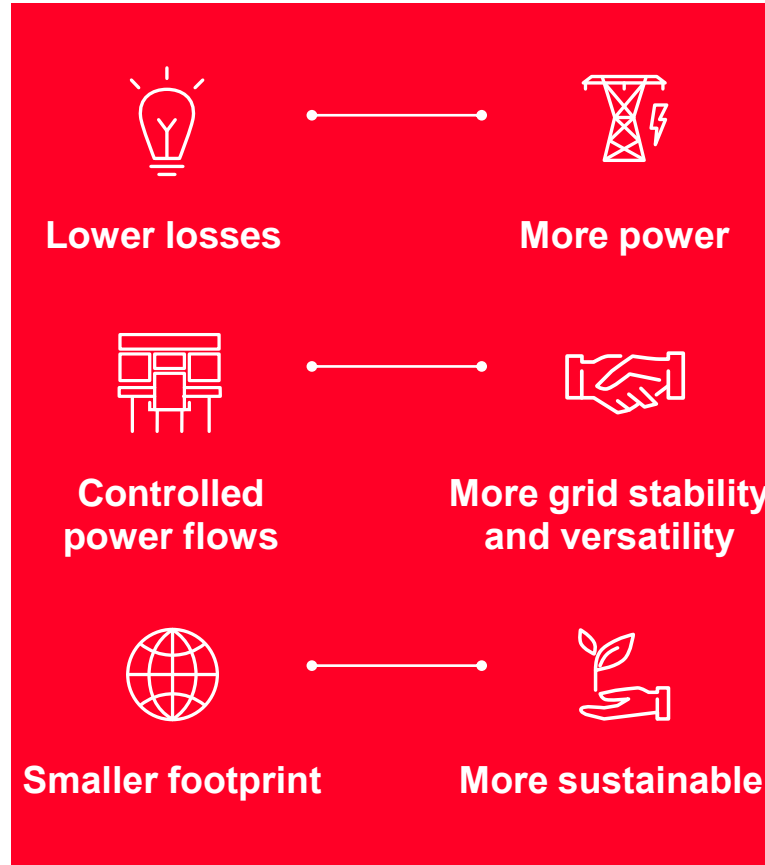 Lower losses
More power
Controlled
power flows
More grid stability
and versatility
Smaller footprint
More sustainable